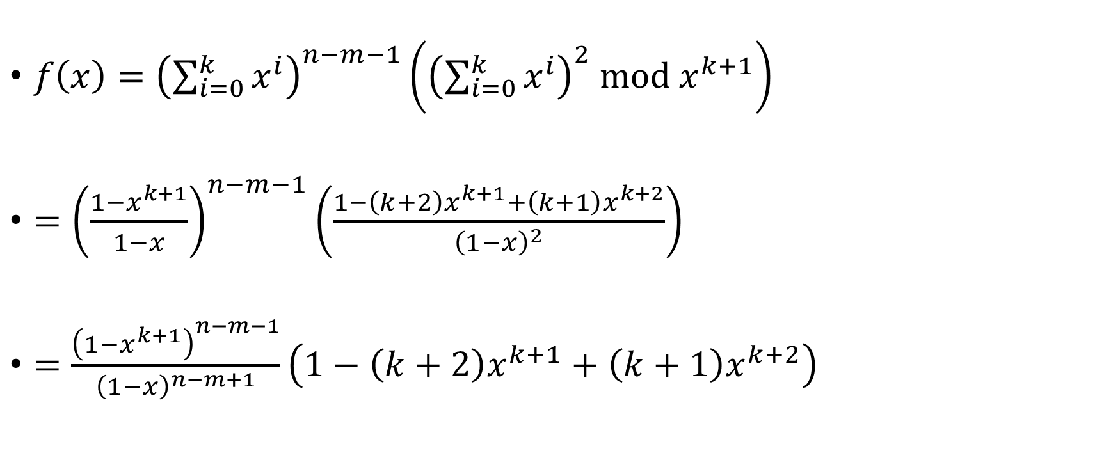 • f(x) = (∑_{i=0}^{k} x^i)^{n−m−1} ((∑_{i=0}^{k} x^i)^2 mod x^{k+1})
• = ((1−x^{k+1})/(1−x))^{n−m−1} ((1−(k+2)x^{k+1}+(k+1)x^{k+2})/((1−x)^2))
• = ((1−x^{k+1})^{n−m−1})/((1−x)^{n−m+1}) (1 − (k + 2)x^{k+1} + (k + 1)x^{k+2})